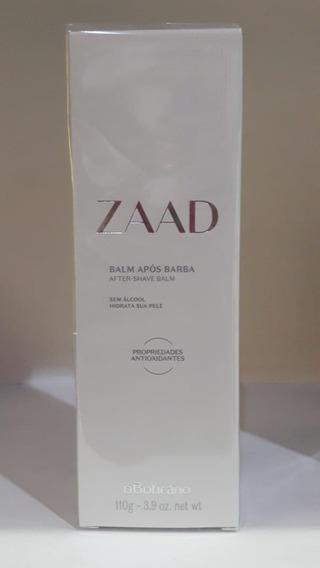 ZAAD
BALM APÓS BARBA
AFTER-SHAVE BALM
SEM ÁLCOOL
HIDRATA SUA PELE
PROPRIEDADES
ANTIOXIDANTES
oBoticário
110g - 3.9 oz. net wt